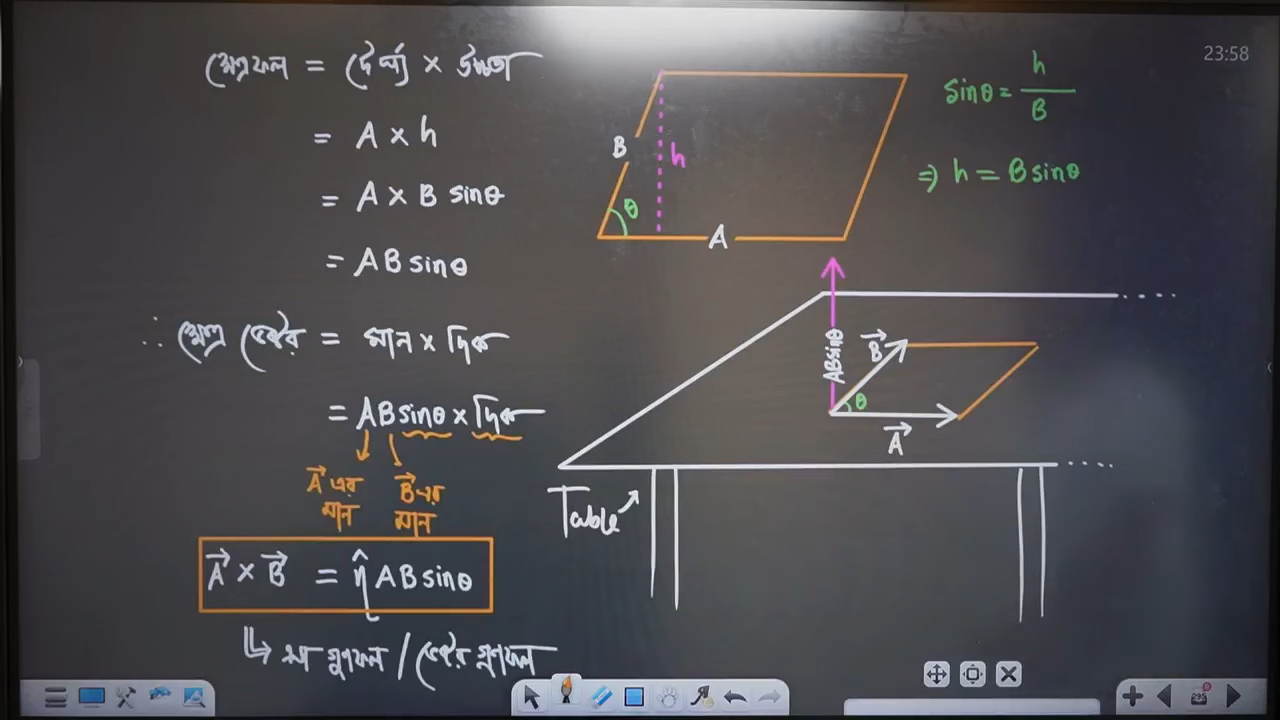 ক্ষেত্রফল = দৈর্ঘ্য × উচ্চতা
= A × h
= A × B sinθ
= AB sinθ
∴ ক্ষেত্র ভেক্টর = মান × দিক
= AB sinθ × দিক
A⃗ এর মান
B⃗ এর মান
A⃗ × B⃗ = η̂ AB sinθ
↳ গুণফল / ভেক্টর গুণফল
B
h
θ
A
sinθ = h/B
⇒ h = B sinθ
23:58
AB sinθ
B⃗
θ
A⃗
Table